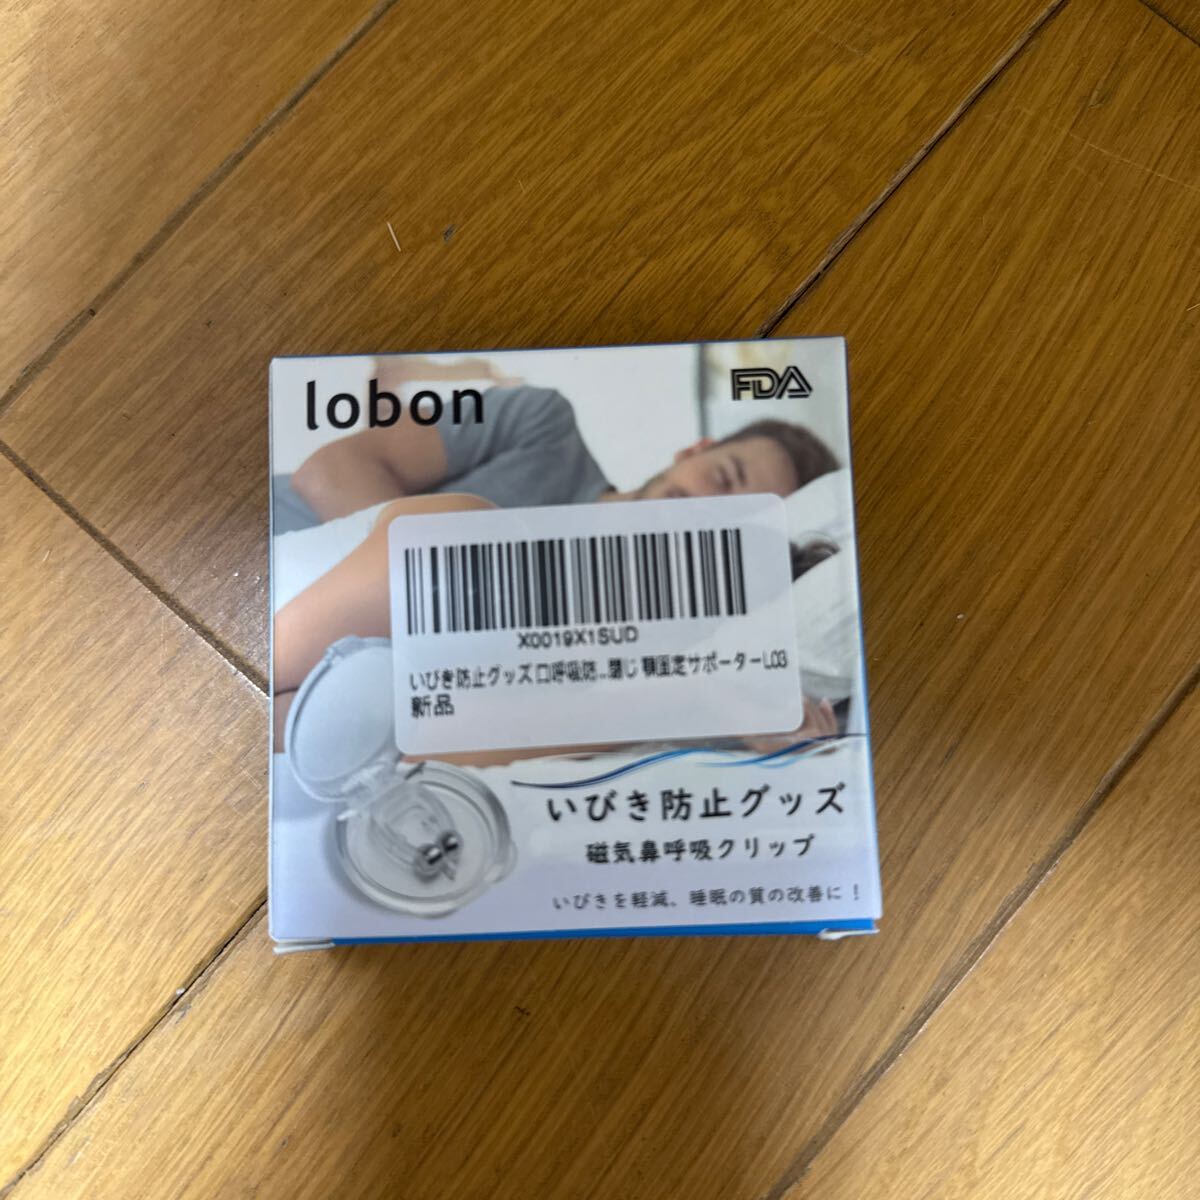 lobon
FDA
X0019X1SUD
いびき防止グッズ 口呼吸防...閉じ 顎固定サポーターL03
新品
いびき防止グッズ
磁気鼻呼吸クリップ
いびきを軽減、睡眠の質の改善に！